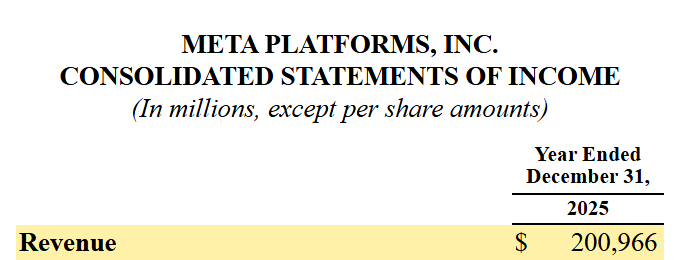 META PLATFORMS, INC.
CONSOLIDATED STATEMENTS OF INCOME
(In millions, except per share amounts)
Year Ended
December 31,
2025
Revenue $ 200,966